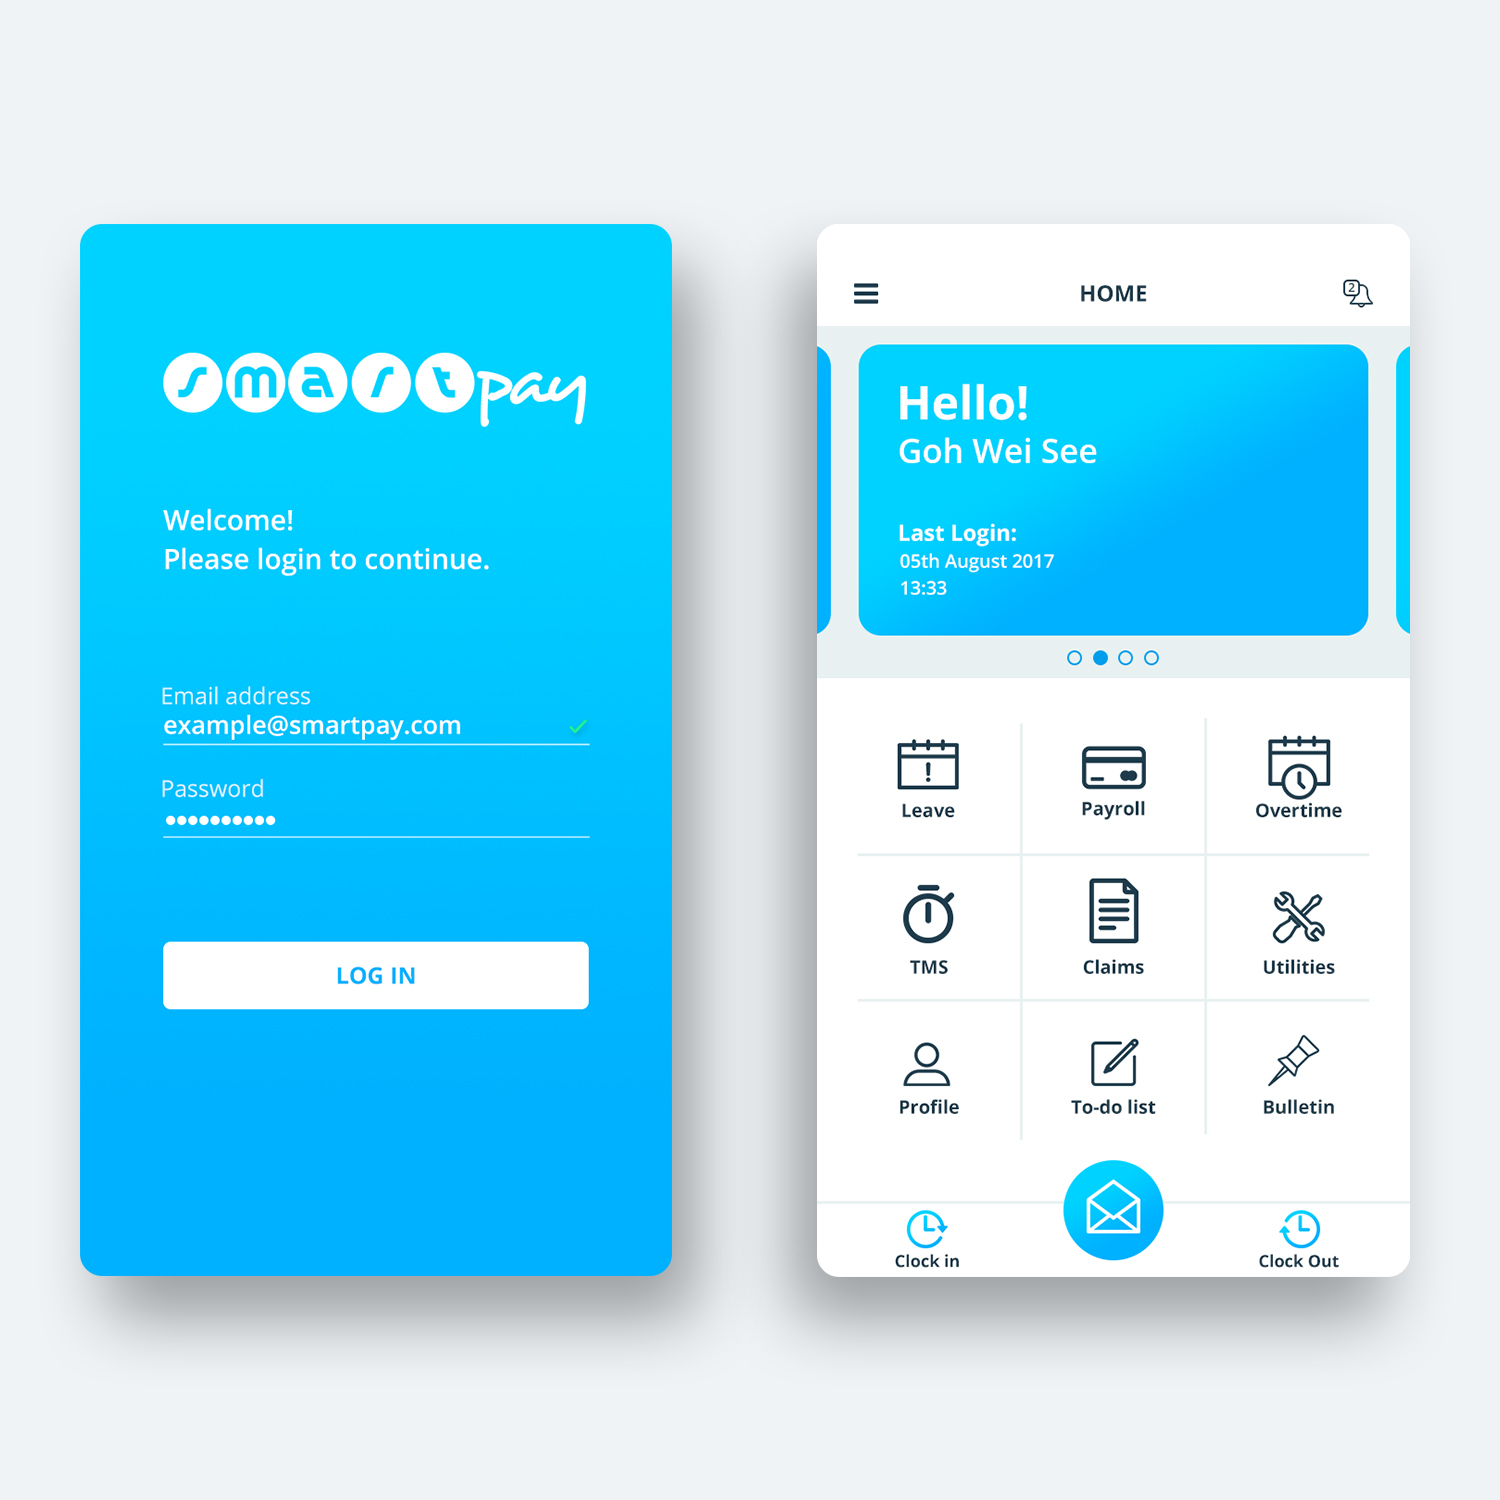 smartpay
Welcome!
Please login to continue.
Email address
example@smartpay.com
Password
LOG IN
HOME
2
Hello!
Goh Wei See
Last Login:
05th August 2017
13:33
Leave
Payroll
Overtime
TMS
Claims
Utilities
Profile
To-do list
Bulletin
Clock in
Clock Out